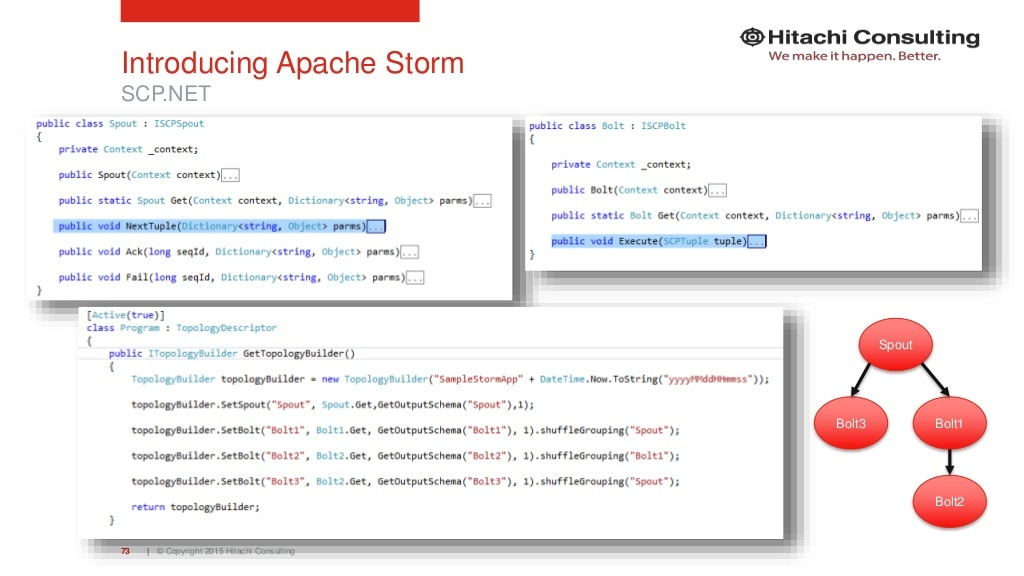 Hitachi Consulting
We make it happen. Better.
Introducing Apache Storm
SCP.NET
public class Spout : ISCPSpout
{
private Context _context;
public Spout(Context context)...
public static Spout Get(Context context, Dictionary<string, Object> parms)...
public void NextTuple(Dictionary<string, Object> parms)...
public void Ack(long seqId, Dictionary<string, Object> parms)...
public void Fail(long seqId, Dictionary<string, Object> parms)...
}
public class Bolt : ISCPBolt
{
private Context _context;
public Bolt(Context context)...
public static Bolt Get(Context context, Dictionary<string, Object> parms)...
public void Execute(SCPTuple tuple)...
}
[Active(true)]
class Program : TopologyDescriptor
{
public ITopologyBuilder GetTopologyBuilder()
{
TopologyBuilder topologyBuilder = new TopologyBuilder("SampleStormApp" + DateTime.Now.ToString("yyyyMMddHHmmss"));
topologyBuilder.SetSpout("Spout", Spout.Get,GetOutputSchema("Spout"),1);
topologyBuilder.SetBolt("Bolt1", Bolt1.Get, GetOutputSchema("Bolt1"), 1).shuffleGrouping("Spout");
topologyBuilder.SetBolt("Bolt2", Bolt2.Get, GetOutputSchema("Bolt2"), 1).shuffleGrouping("Bolt1");
topologyBuilder.SetBolt("Bolt3", Bolt2.Get, GetOutputSchema("Bolt3"), 1).shuffleGrouping("Spout");
return topologyBuilder;
}
Spout
Bolt3
Bolt1
Bolt2
73 | © Copyright 2015 Hitachi Consulting